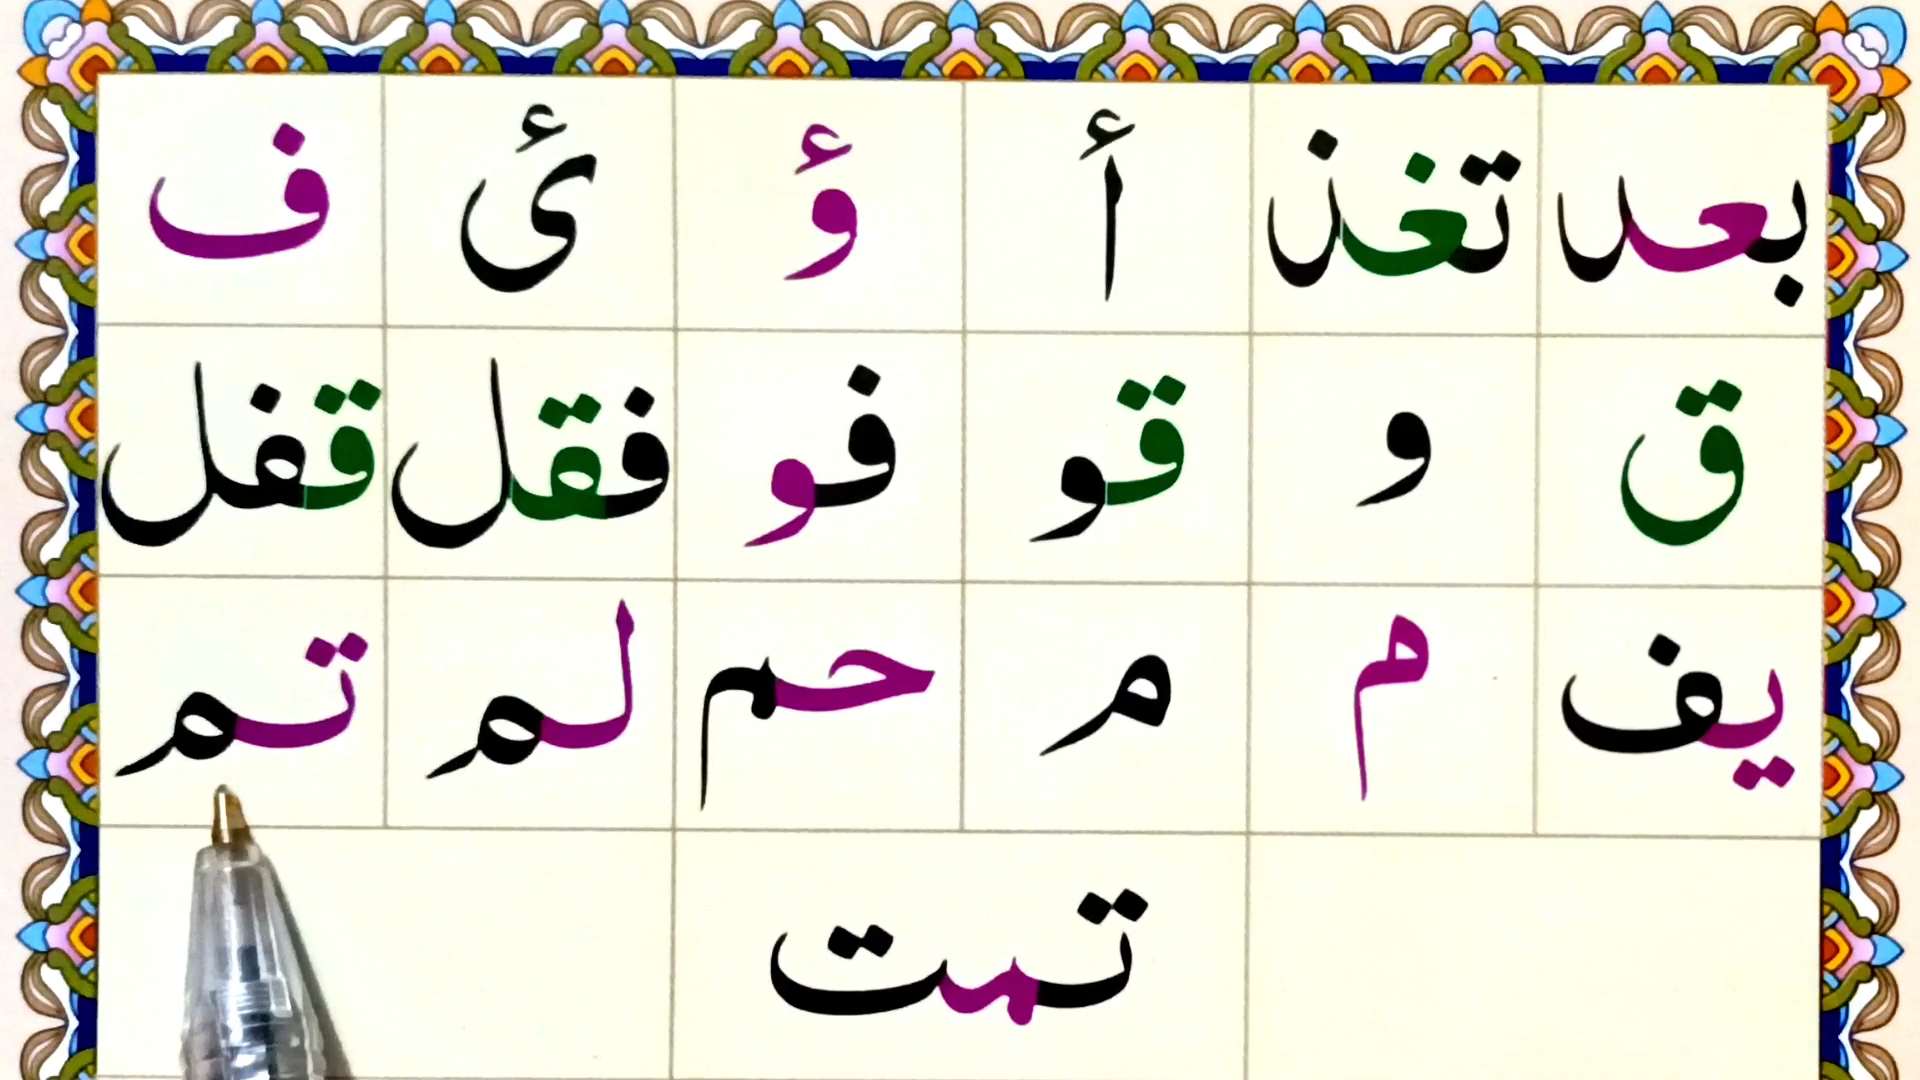 بعد تغذ أ ؤ ئ ف
ق و قو فو فقل قفل
يف م م حم لم تم
تمت